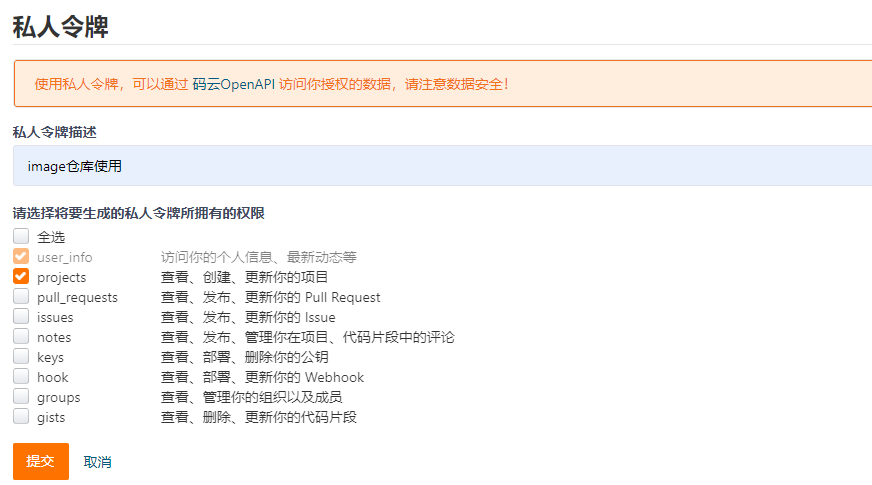 私人令牌
使用私人令牌，可以通过 码云OpenAPI 访问你授权的数据，请注意数据安全！
私人令牌描述
image仓库使用
请选择将要生成的私人令牌所拥有的权限
全选
user_info 访问你的个人信息、最新动态等
projects 查看、创建、更新你的项目
pull_requests 查看、发布、更新你的 Pull Request
issues 查看、发布、更新你的 Issue
notes 查看、发布、管理你在项目、代码片段中的评论
keys 查看、部署、删除你的公钥
hook 查看、部署、更新你的 Webhook
groups 查看、管理你的组织以及成员
gists 查看、删除、更新你的代码片段
提交 取消